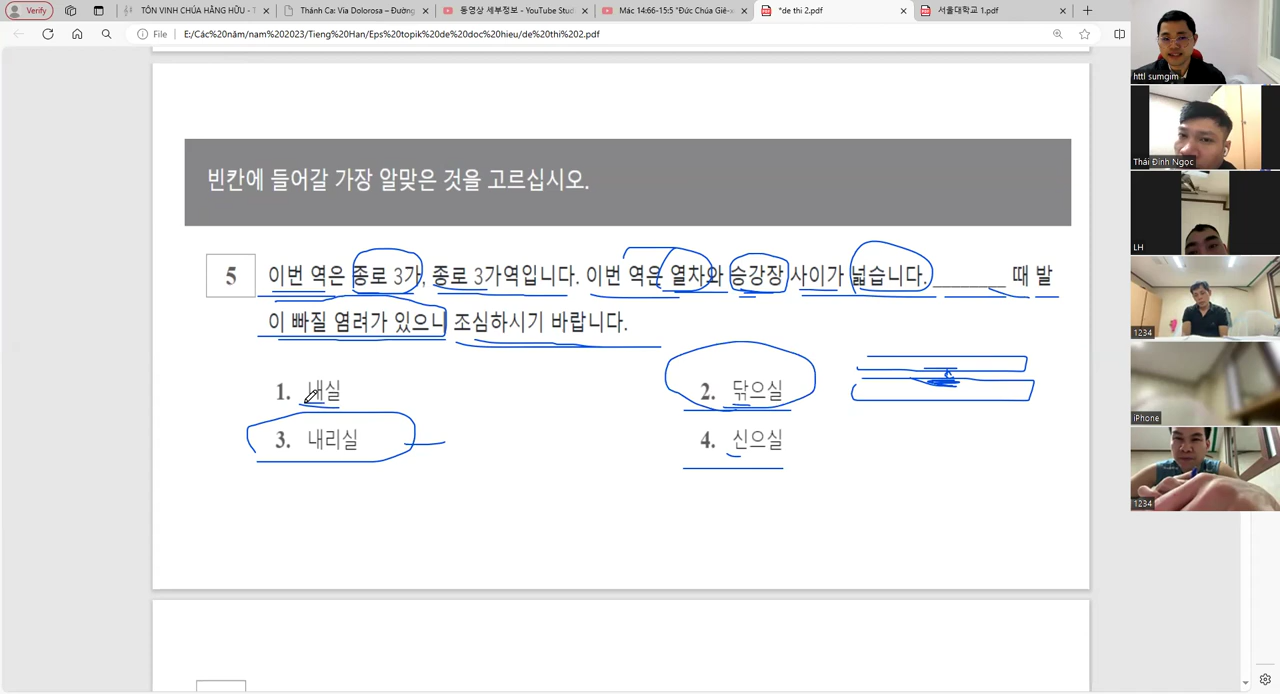 Verify
TÔN VINH CHÚA HẰNG HỮU - T
Thánh Ca: Via Dolorosa – Đường
동영상 세부정보 - YouTube Stud
Mác 14:66-15:5 "Đức Chúa Giê-x
*de thi 2.pdf
서울대학교 1.pdf
File
E:/Các%20năm/nam%202023/Tieng%20Han/Eps%20topik%20de%20doc%20hieu/de%20thi%202.pdf
httl sumgim
Thái Đinh Ngọc
LH
1234
iPhone
1234
빈칸에 들어갈 가장 알맞은 것을 고르십시오.
5 이번 역은 종로 3가, 종로 3가역입니다. 이번 역은 열차와 승강장 사이가 넓습니다. ______ 때 발
이 빠질 염려가 있으니 조심하시기 바랍니다.
1. 내실
2. 닦으실
3. 내리실
4. 신으실